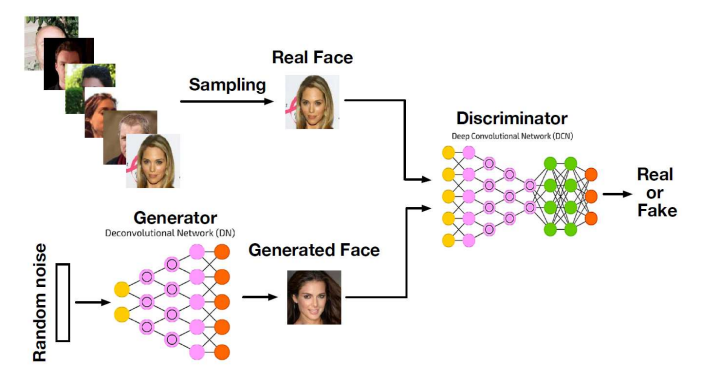 Real Face
Sampling
Discriminator
Deep Convolutional Network (DCN)
Real
or
Fake
Generator
Deconvolutional Network (DN)
Generated Face
Random noise